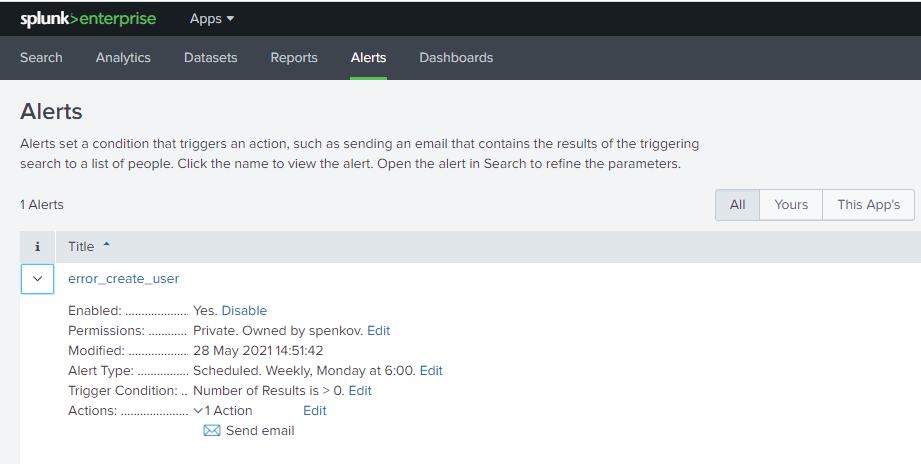 splunk>enterprise Apps
Search Analytics Datasets Reports Alerts Dashboards
Alerts
Alerts set a condition that triggers an action, such as sending an email that contains the results of the triggering
search to a list of people. Click the name to view the alert. Open the alert in Search to refine the parameters.
1 Alerts All Yours This App's
i Title
error_create_user
Enabled: ................... Yes. Disable
Permissions: ............ Private. Owned by spenkov. Edit
Modified: .................. 28 May 2021 14:51:42
Alert Type: ............... Scheduled. Weekly, Monday at 6:00. Edit
Trigger Condition: .. Number of Results is > 0. Edit
Actions: ..................... 1 Action Edit
Send email